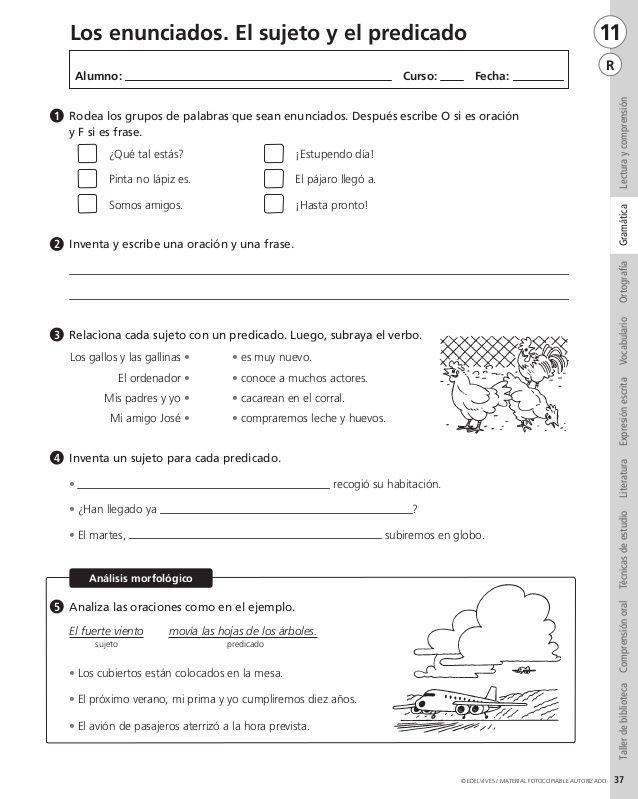 Los enunciados. El sujeto y el predicado
11
R
Alumno: Curso: Fecha:
1 Rodea los grupos de palabras que sean enunciados. Después escribe O si es oración
y F si es frase.
¿Qué tal estás? ¡Estupendo día!
Pinta no lápiz es. El pájaro llegó a.
Somos amigos. ¡Hasta pronto!
2 Inventa y escribe una oración y una frase.
3 Relaciona cada sujeto con un predicado. Luego, subraya el verbo.
Los gallos y las gallinas • • es muy nuevo.
El ordenador • • conoce a muchos actores.
Mis padres y yo • • cacarean en el corral.
Mi amigo José • • compraremos leche y huevos.
4 Inventa un sujeto para cada predicado.
• recogió su habitación.
• ¿Han llegado ya ?
• El martes, subiremos en globo.
Análisis morfológico
5 Analiza las oraciones como en el ejemplo.
El fuerte viento movía las hojas de los árboles.
sujeto predicado
• Los cubiertos están colocados en la mesa.
• El próximo verano, mi prima y yo cumpliremos diez años.
• El avión de pasajeros aterrizó a la hora prevista.
Taller de biblioteca Comprensión oral Técnicas de estudio Literatura Expresión escrita Vocabulario Ortografía Gramática Lectura y comprensión
© EDELVIVES / MATERIAL FOTOCOPIABLE AUTORIZADO 37